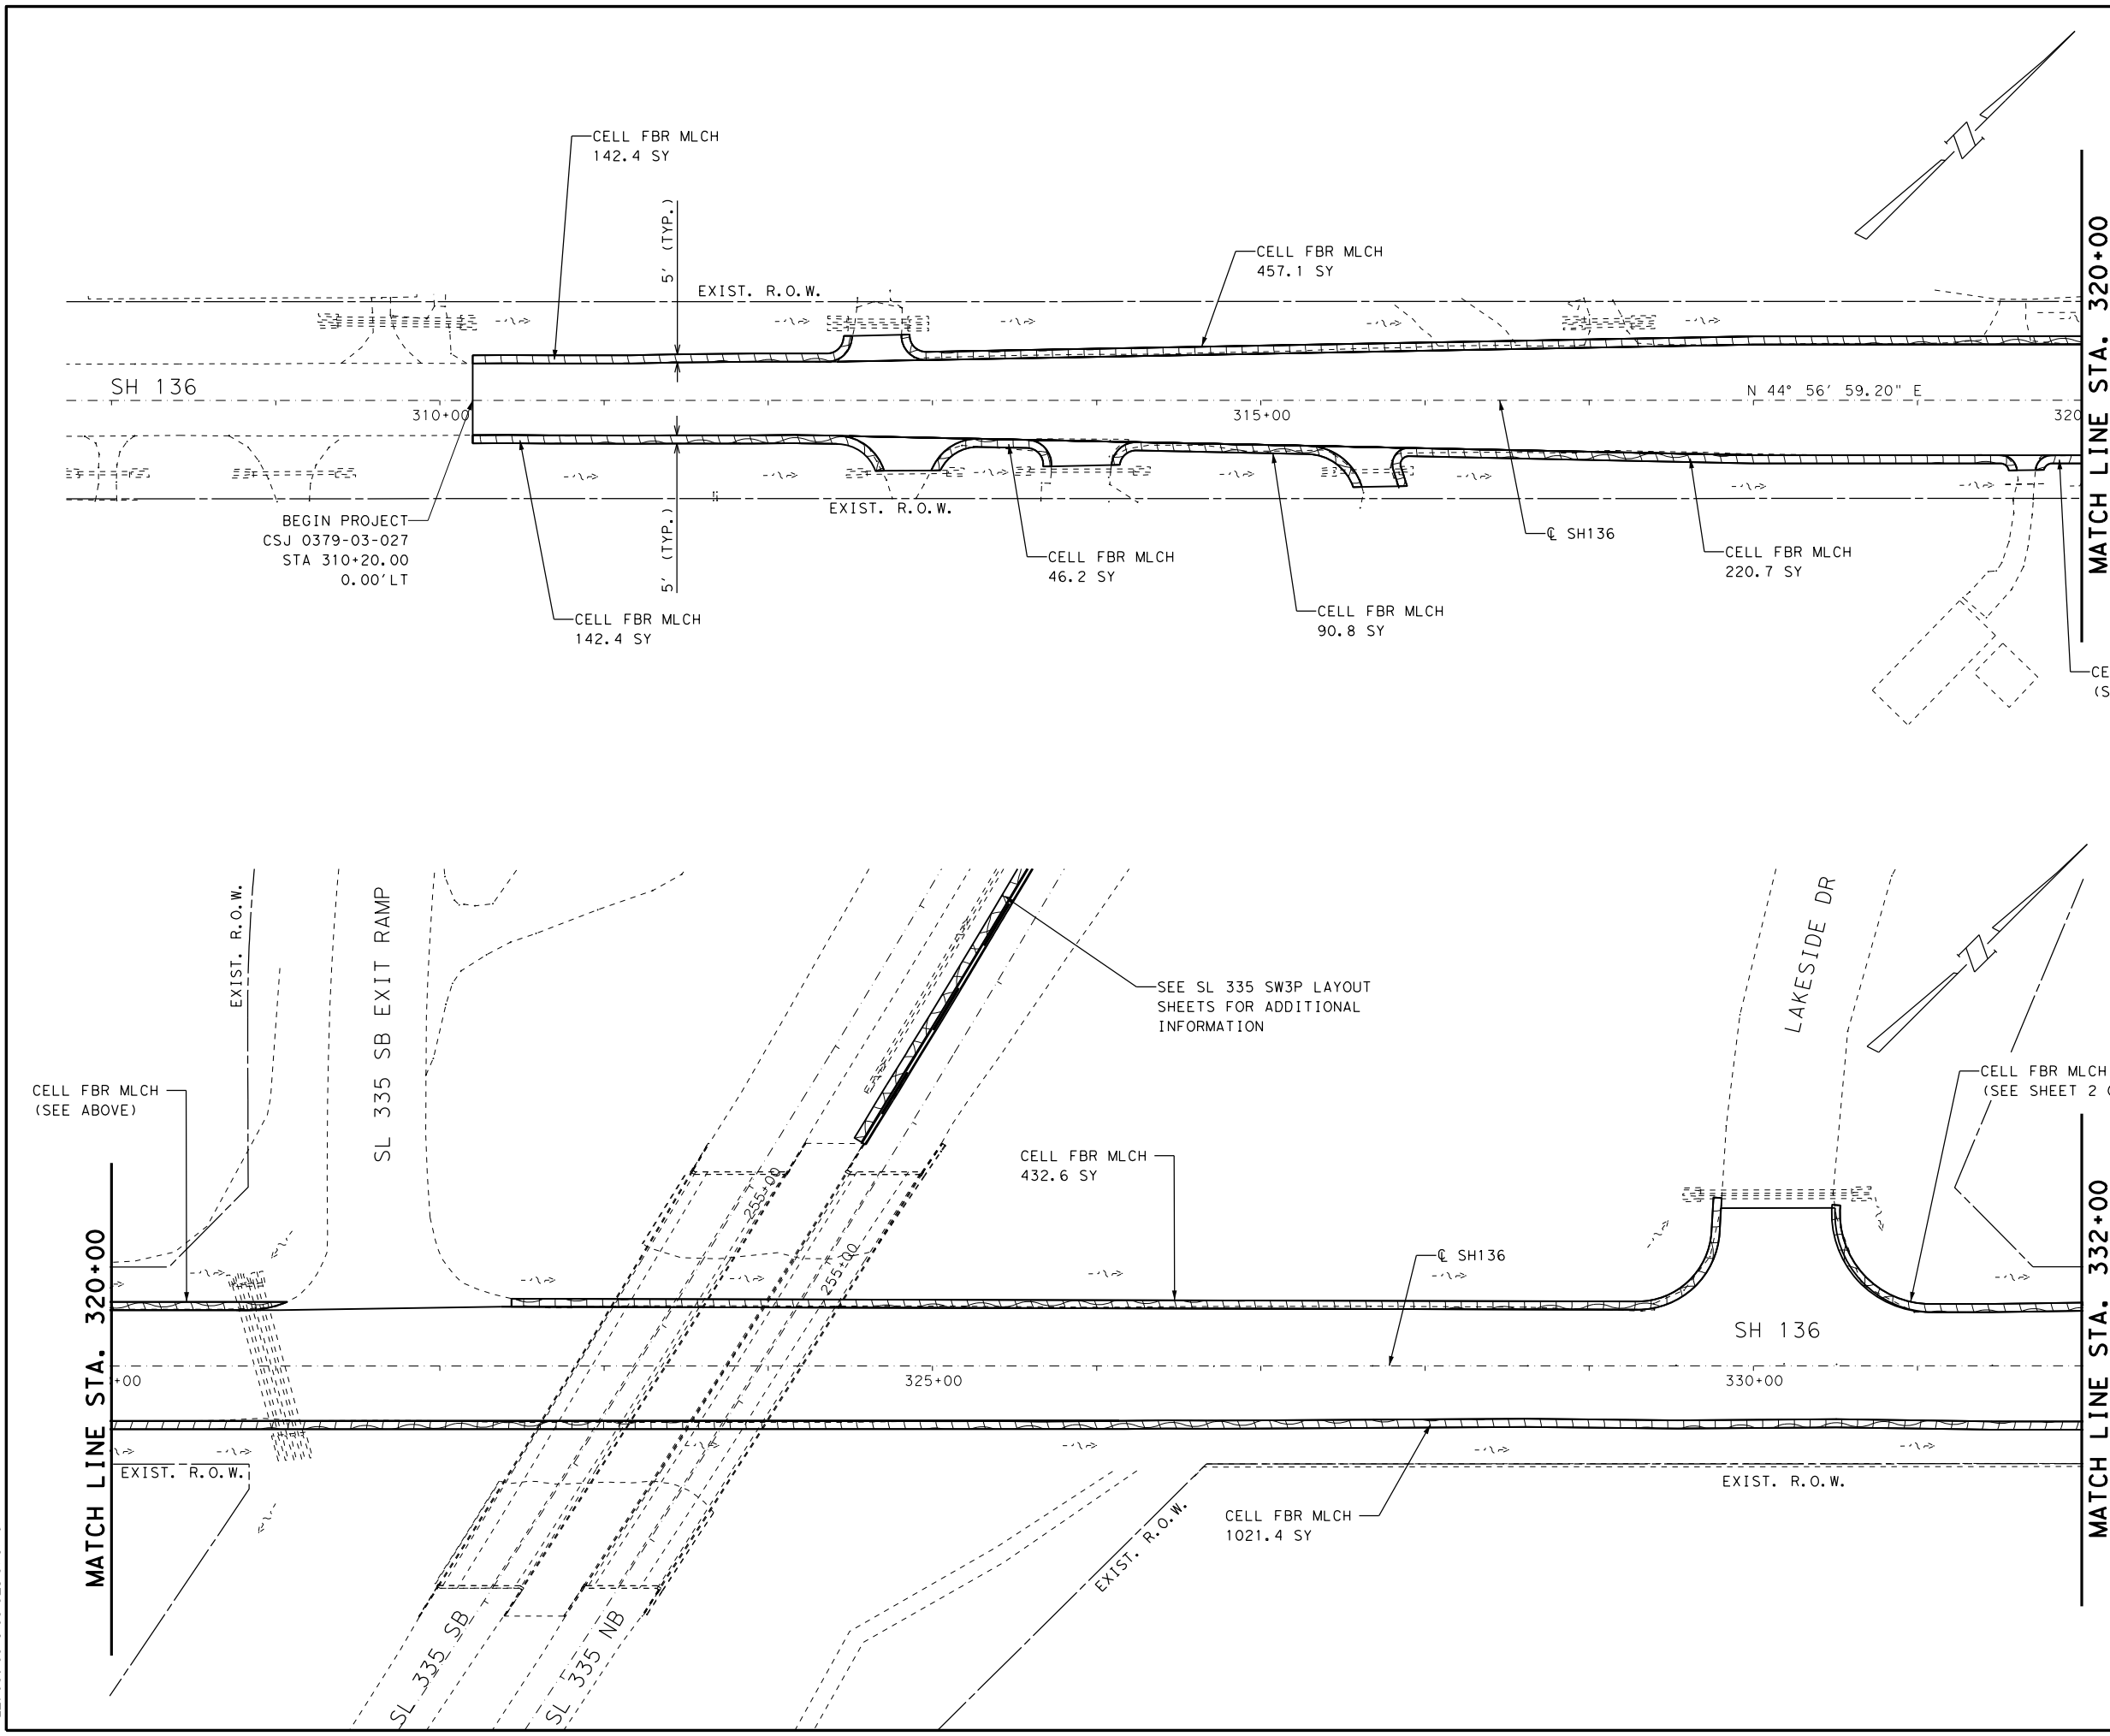 CELL FBR MLCH
142.4 SY
5' (TYP.)
EXIST. R.O.W.
CELL FBR MLCH
457.1 SY
MATCH LINE STA. 320+00
SH 136
310+00
315+00
N 44° 56' 59.20" E
320
BEGIN PROJECT
CSJ 0379-03-027
STA 310+20.00
0.00'LT
5' (TYP.)
EXIST. R.O.W.
CELL FBR MLCH
142.4 SY
CELL FBR MLCH
46.2 SY
CELL FBR MLCH
90.8 SY
℄ SH136
CELL FBR MLCH
220.7 SY
CE
(S
EXIST. R.O.W.
SL 335 SB EXIT RAMP
CELL FBR MLCH
(SEE ABOVE)
SEE SL 335 SW3P LAYOUT
SHEETS FOR ADDITIONAL
INFORMATION
LAKESIDE DR
CELL FBR MLCH
(SEE SHEET 2
CELL FBR MLCH
432.6 SY
255+00
255+00
℄ SH136
SH 136
MATCH LINE STA. 320+00
+00
325+00
330+00
MATCH LINE STA. 332+00
EXIST. R.O.W.
EXIST. R.O.W.
EXIST. R.O.W.
CELL FBR MLCH
1021.4 SY
SL 335 SB
SL 335 NB